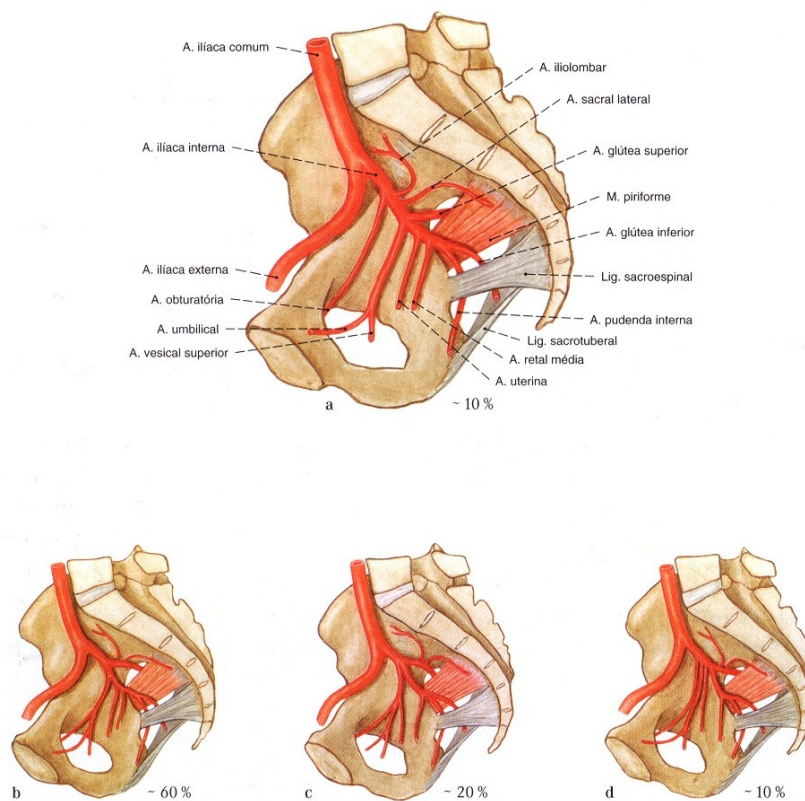 A. ilíaca comum
A. iliolombar
A. sacral lateral
A. ilíaca interna
A. glútea superior
M. piriforme
A. glútea inferior
A. ilíaca externa
Lig. sacroespinal
A. obturatória
A. umbilical
A. pudenda interna
Lig. sacrotuberal
A. vesical superior
A. retal média
A. uterina
a ~ 10 %
b ~ 60 % c ~ 20 % d ~ 10 %